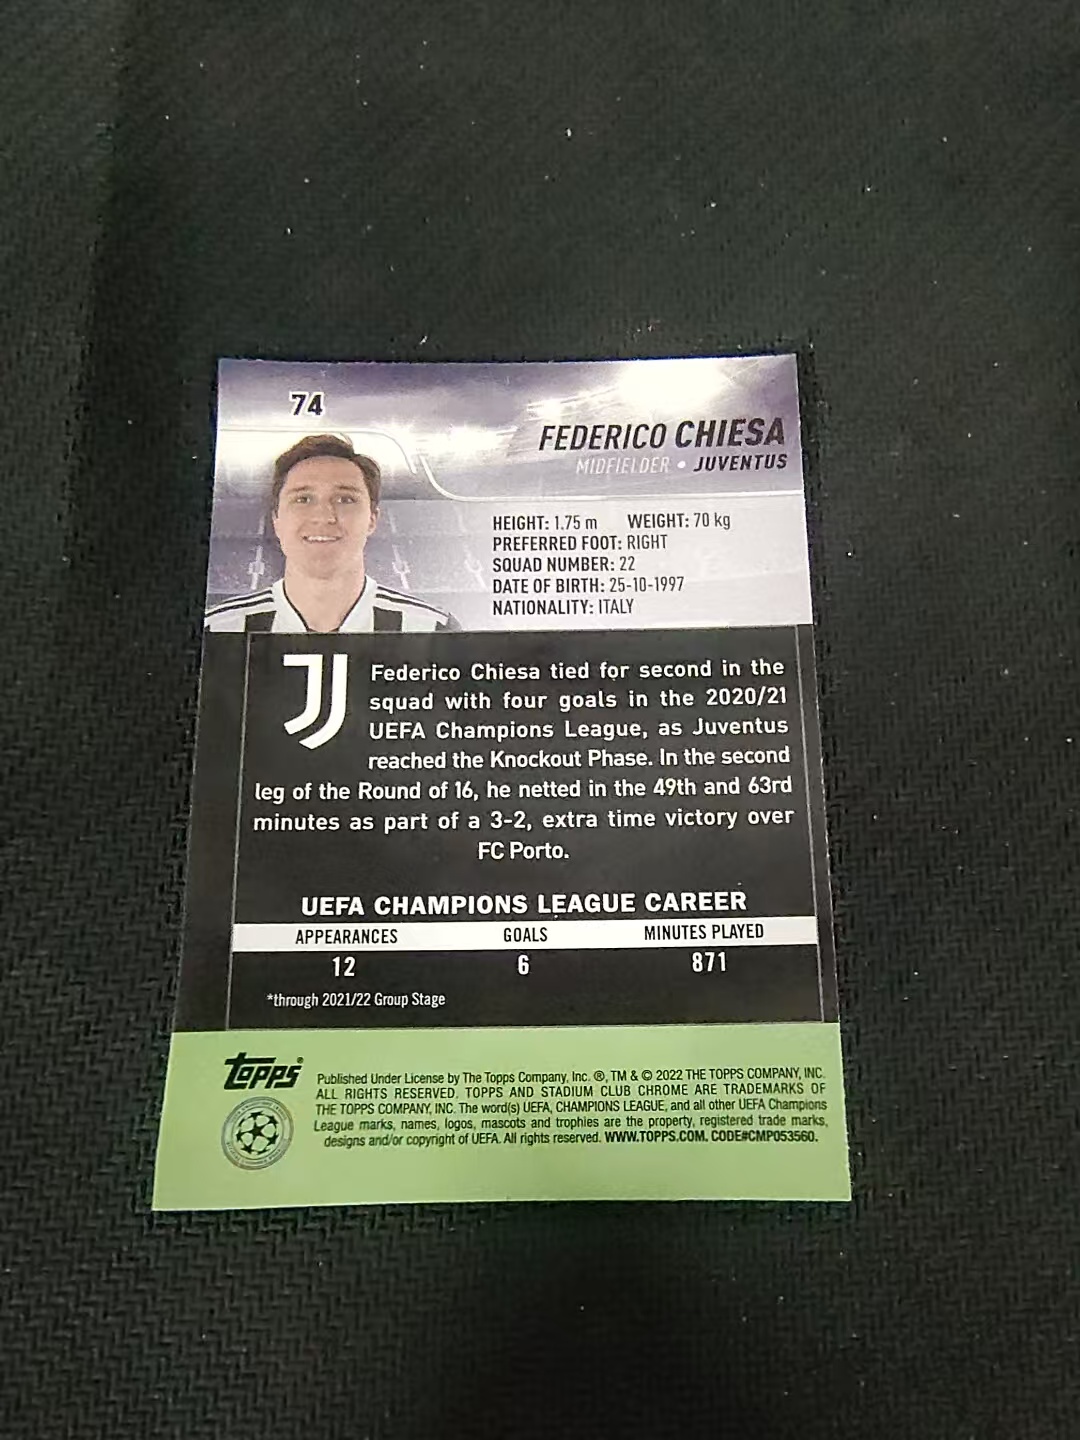 74
FEDERICO CHIESA
MIDFIELDER • JUVENTUS
HEIGHT: 1.75 m WEIGHT: 70 kg
PREFERRED FOOT: RIGHT
SQUAD NUMBER: 22
DATE OF BIRTH: 25-10-1997
NATIONALITY: ITALY
Federico Chiesa tied for second in the
squad with four goals in the 2020/21
UEFA Champions League, as Juventus
reached the Knockout Phase. In the second
leg of the Round of 16, he netted in the 49th and 63rd
minutes as part of a 3-2, extra time victory over
FC Porto.
UEFA CHAMPIONS LEAGUE CAREER
APPEARANCES GOALS MINUTES PLAYED
12 6 871
*through 2021/22 Group Stage
topps®
Published Under License by The Topps Company, Inc. ®, TM & © 2022 THE TOPPS COMPANY, INC.
ALL RIGHTS RESERVED. TOPPS AND STADIUM CLUB CHROME ARE TRADEMARKS OF
THE TOPPS COMPANY, INC. The word(s) UEFA, CHAMPIONS LEAGUE, and all other UEFA Champions
League marks, names, logos, mascots and trophies are the property, registered trade marks,
designs and/or copyright of UEFA. All rights reserved. WWW.TOPPS.COM. CODE#CMP053560.